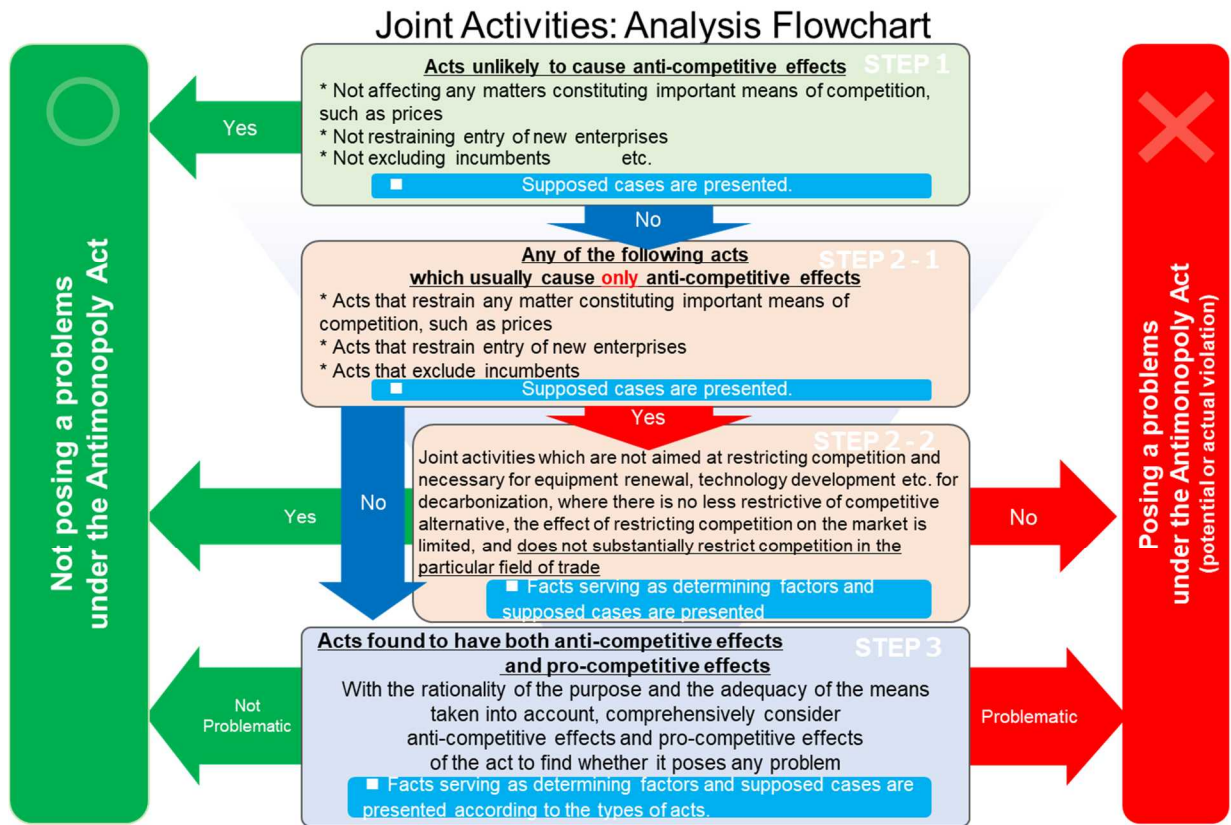 Joint Activities: Analysis Flowchart
STEP 1
Acts unlikely to cause anti-competitive effects
* Not affecting any matters constituting important means of competition,
such as prices
* Not restraining entry of new enterprises
* Not excluding incumbents etc.
■ Supposed cases are presented.
Yes
No
STEP 2-1
Any of the following acts
which usually cause only anti-competitive effects
* Acts that restrain any matter constituting important means of
competition, such as prices
* Acts that restrain entry of new enterprises
* Acts that exclude incumbents
■ Supposed cases are presented.
Yes
No
STEP 2-2
Joint activities which are not aimed at restricting competition and
necessary for equipment renewal, technology development etc. for
decarbonization, where there is no less restrictive of competitive
alternative, the effect of restricting competition on the market is
limited, and does not substantially restrict competition in the
particular field of trade
■ Facts serving as determining factors and
supposed cases are presented
Yes
No
STEP 3
Acts found to have both anti-competitive effects
and pro-competitive effects
With the rationality of the purpose and the adequacy of the means
taken into account, comprehensively consider
anti-competitive effects and pro-competitive effects
of the act to find whether it poses any problem
■ Facts serving as determining factors and supposed cases are
presented according to the types of acts.
Not
Problematic
Problematic
Not posing a problems
under the Antimonopoly Act
Posing a problems
under the Antimonopoly Act
(potential or actual violation)